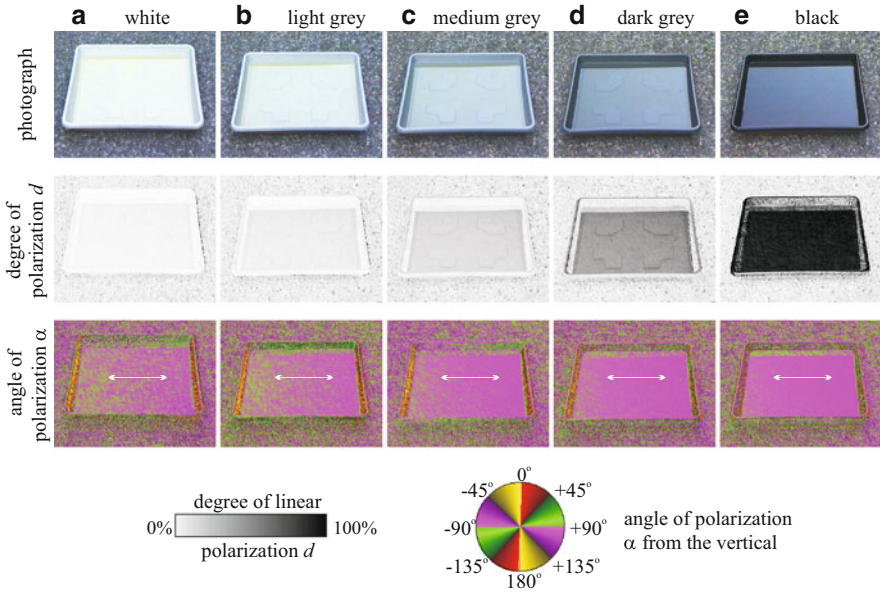 a white
b light grey
c medium grey
d dark grey
e black
photograph
degree of
polarization d
angle of
polarization α
degree of linear
0% 100%
polarization d
0°
-45° +45°
-90° +90°
-135° +135°
180°
angle of polarization
α from the vertical